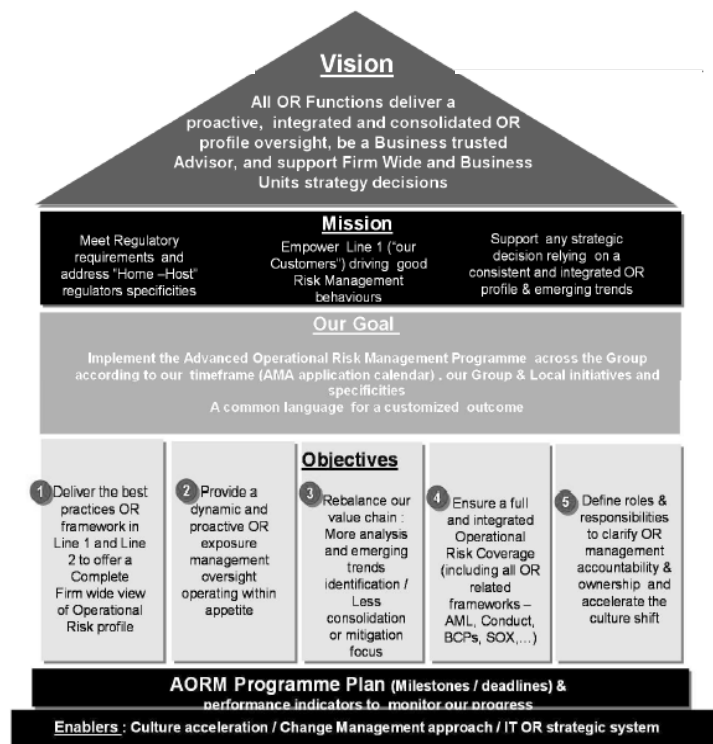 Vision
All OR Functions deliver a
proactive, integrated and consolidated OR
profile oversight, be a Business trusted
Advisor, and support Firm Wide and Business
Units strategy decisions
Mission
Meet Regulatory
requirements and
address "Home –Host"
regulators specificities
Empower Line 1 ("our
Customers") driving good
Risk Management
behaviours
Support any strategic
decision relying on a
consistent and integrated OR
profile & emerging trends
Our Goal
Implement the Advanced Operational Risk Management Programme across the Group
according to our timeframe (AMA application calendar) , our Group & Local initiatives and
specificities
A common language for a customized outcome
Objectives
1
Deliver the best
practices OR
framework in
Line 1 and Line
2 to offer a
Complete
Firm wide view
of Operational
Risk profile
2
Provide a
dynamic and
proactive OR
exposure
management
oversight
operating within
appetite
3
Rebalance our
value chain :
More analysis
and emerging
trends
identification /
Less
consolidation
or mitigation
focus
4
Ensure a full
and integrated
Operational
Risk Coverage
(including all OR
related
frameworks –
AML, Conduct,
BCPs, SOX,...)
5
Define roles &
responsibilities
to clarify OR
management
accountability &
ownership and
accelerate the
culture shift
AORM Programme Plan (Milestones / deadlines) &
performance indicators to monitor our progress
Enablers : Culture acceleration / Change Management approach / IT OR strategic system